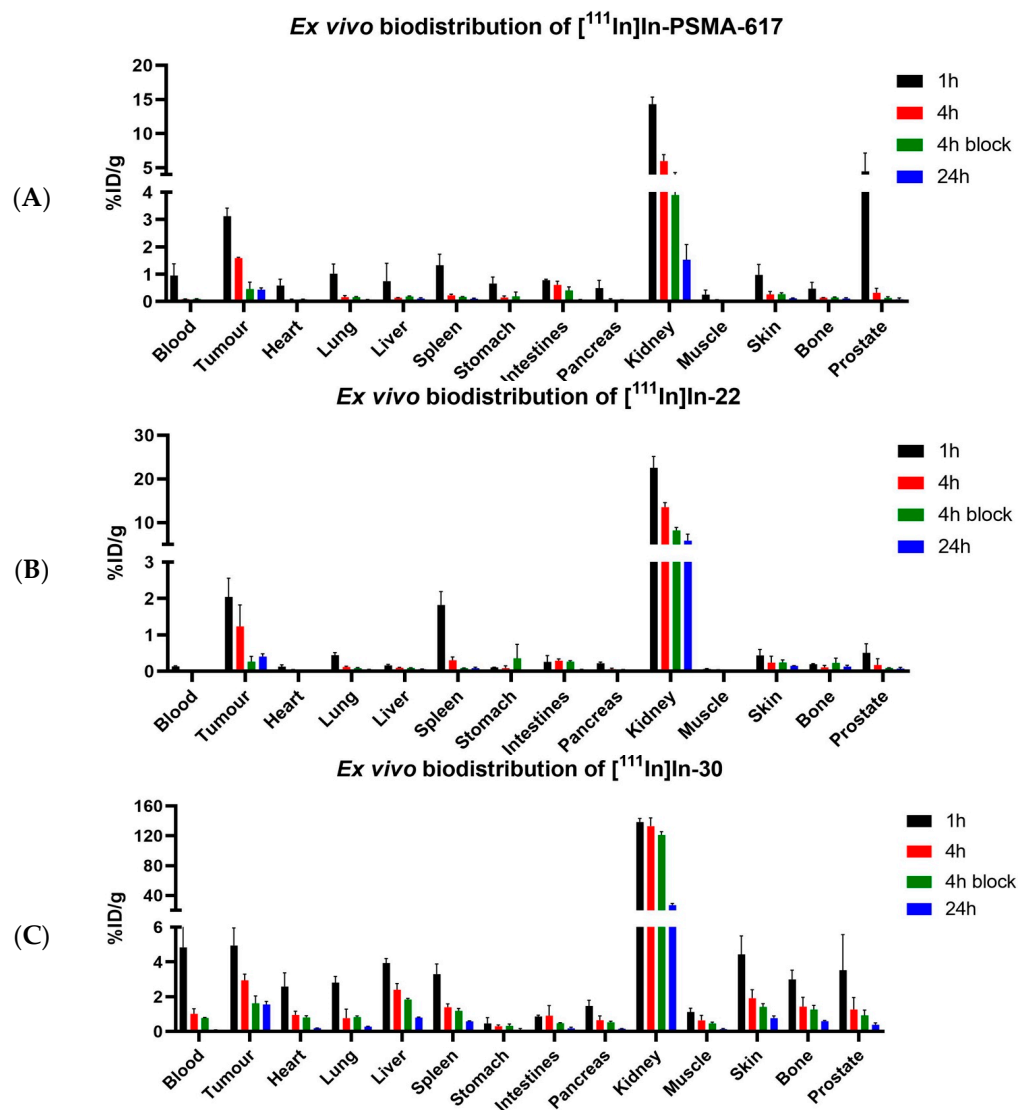 Ex vivo biodistribution of [¹¹¹In]In-PSMA-617
20
15
10
5
4
3
2
1
0
%ID/g
1h
4h
4h block
24h
(A)
Blood Tumour Heart Lung Liver Spleen Stomach Intestines Pancreas Kidney Muscle Skin Bone Prostate
Ex vivo biodistribution of [¹¹¹In]In-22
30
20
10
3
2
1
0
%ID/g
1h
4h
4h block
24h
(B)
Blood Tumour Heart Lung Liver Spleen Stomach Intestines Pancreas Kidney Muscle Skin Bone Prostate
Ex vivo biodistribution of [¹¹¹In]In-30
160
120
80
40
6
4
2
0
%ID/g
1h
4h
4h block
24h
(C)
Blood Tumour Heart Lung Liver Spleen Stomach Intestines Pancreas Kidney Muscle Skin Bone Prostate